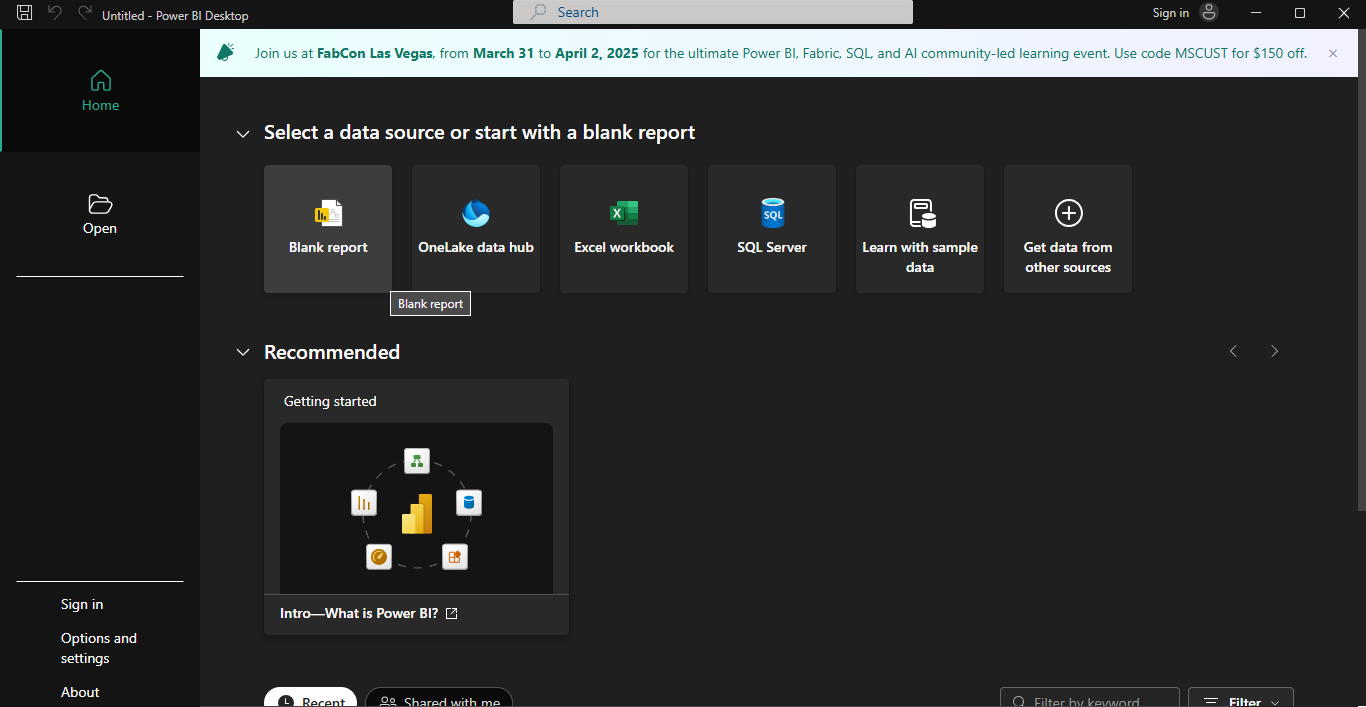 Untitled - Power BI Desktop
Search
Sign in
Join us at FabCon Las Vegas, from March 31 to April 2, 2025 for the ultimate Power BI, Fabric, SQL, and AI community-led learning event. Use code MSCUST for $150 off.
Home
Open
Select a data source or start with a blank report
Blank report
OneLake data hub
Excel workbook
SQL
SQL Server
Learn with sample
data
Get data from
other sources
Blank report
Recommended
Getting started
Intro—What is Power BI?
Sign in
Options and
settings
About
Recent
Shared with me
Filter by keyword
Filter